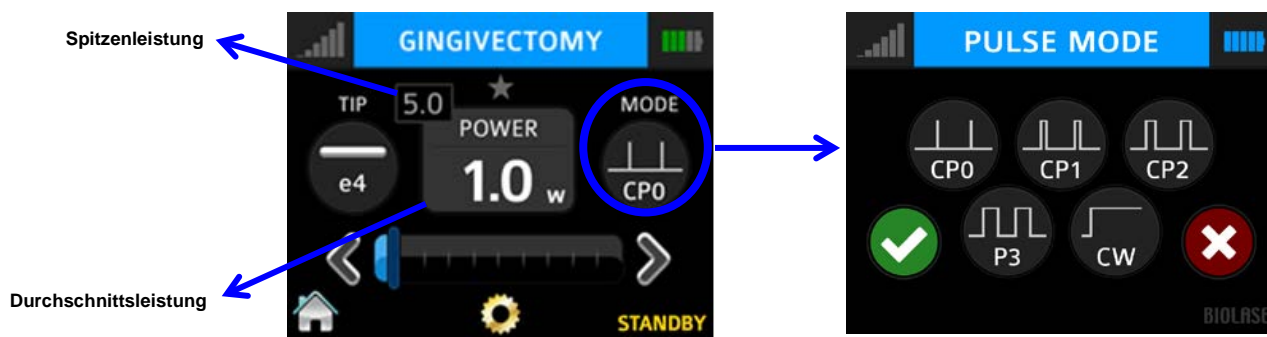 Spitzenleistung
GINGIVECTOMY
TIP
5.0
MODE
POWER
e4
1.0 w
CP0
Durchschnittsleistung
STANDBY
PULSE MODE
CP0
CP1
CP2
P3
CW
BIOLASE